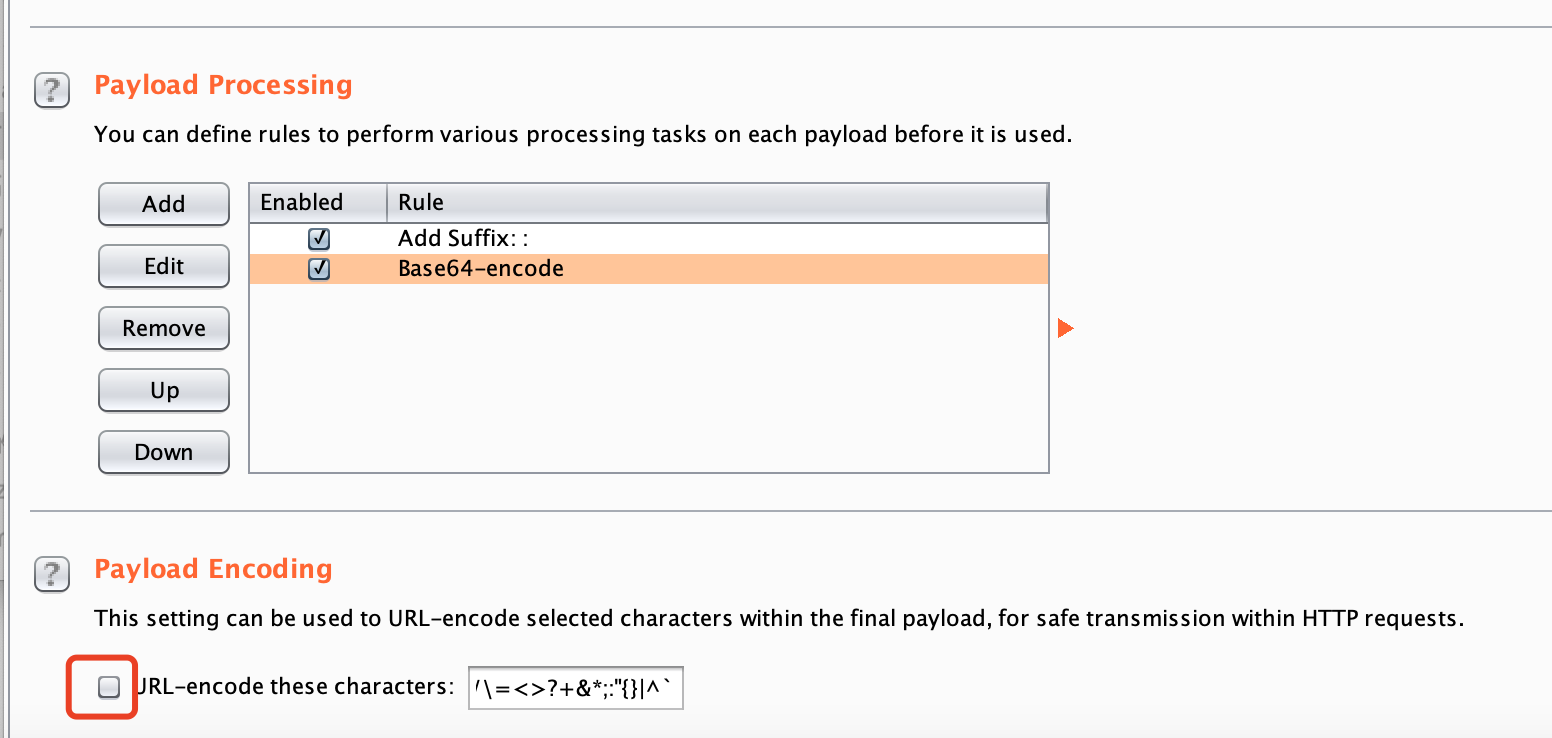 Payload Processing
You can define rules to perform various processing tasks on each payload before it is used.
Add
Edit
Remove
Up
Down
Enabled Rule
Add Suffix: :
Base64-encode
Payload Encoding
This setting can be used to URL-encode selected characters within the final payload, for safe transmission within HTTP requests.
URL-encode these characters: /\=<>?+&*;:"{}|^`